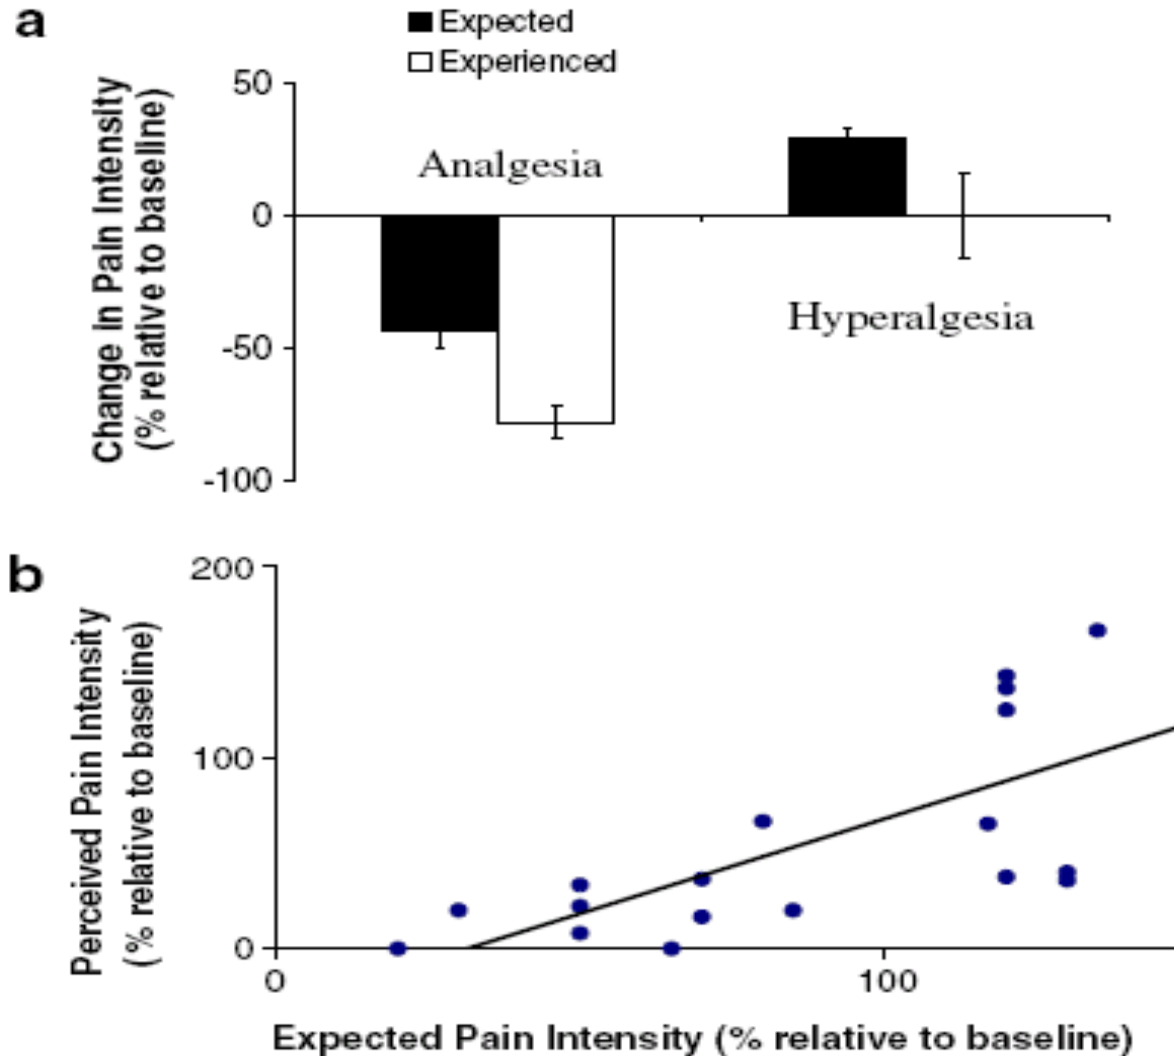 a
Expected
Experienced
Change in Pain Intensity
(% relative to baseline)
50
0
-50
-100
Analgesia
Hyperalgesia
b
Perceived Pain Intensity
(% relative to baseline)
200
100
0
0
100
Expected Pain Intensity (% relative to baseline)